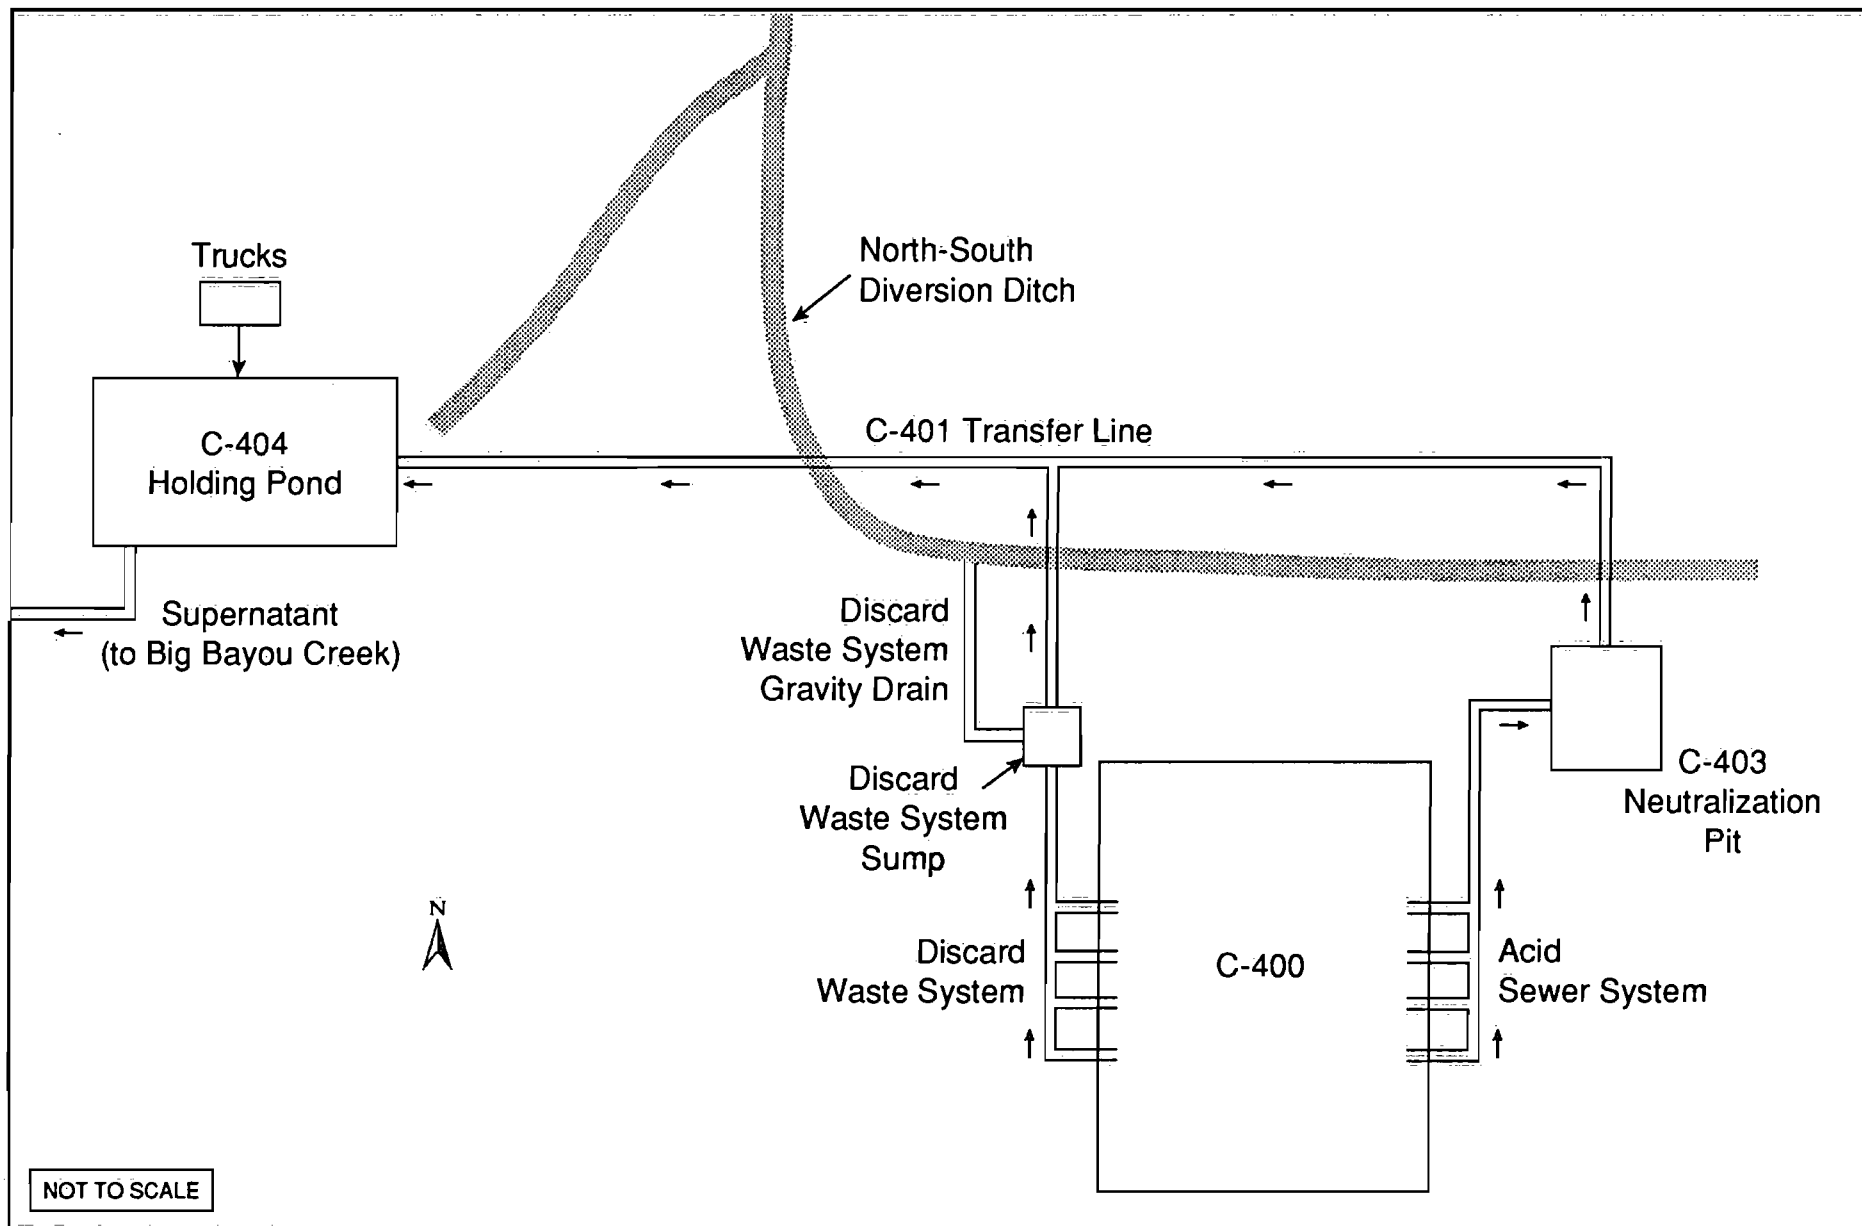 Trucks
North-South
Diversion Ditch
C-401 Transfer Line
C-404
Holding Pond
Supernatant
(to Big Bayou Creek)
Discard
Waste System
Gravity Drain
Discard
Waste System
Sump
C-403
Neutralization
Pit
N
Discard
Waste System
C-400
Acid
Sewer System
NOT TO SCALE